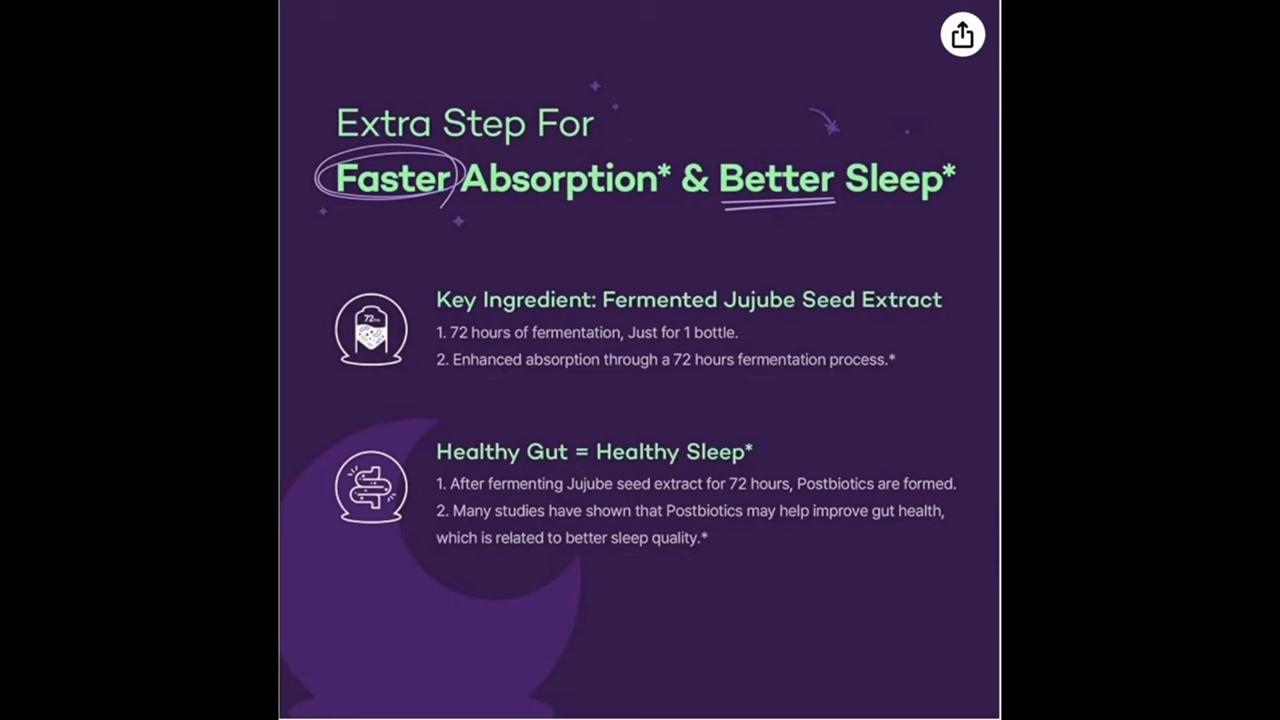 Extra Step For
Faster Absorption* & Better Sleep*
Key Ingredient: Fermented Jujube Seed Extract
1. 72 hours of fermentation, Just for 1 bottle.
2. Enhanced absorption through a 72 hours fermentation process.*
Healthy Gut = Healthy Sleep*
1. After fermenting Jujube seed extract for 72 hours, Postbiotics are formed.
2. Many studies have shown that Postbiotics may help improve gut health,
which is related to better sleep quality.*